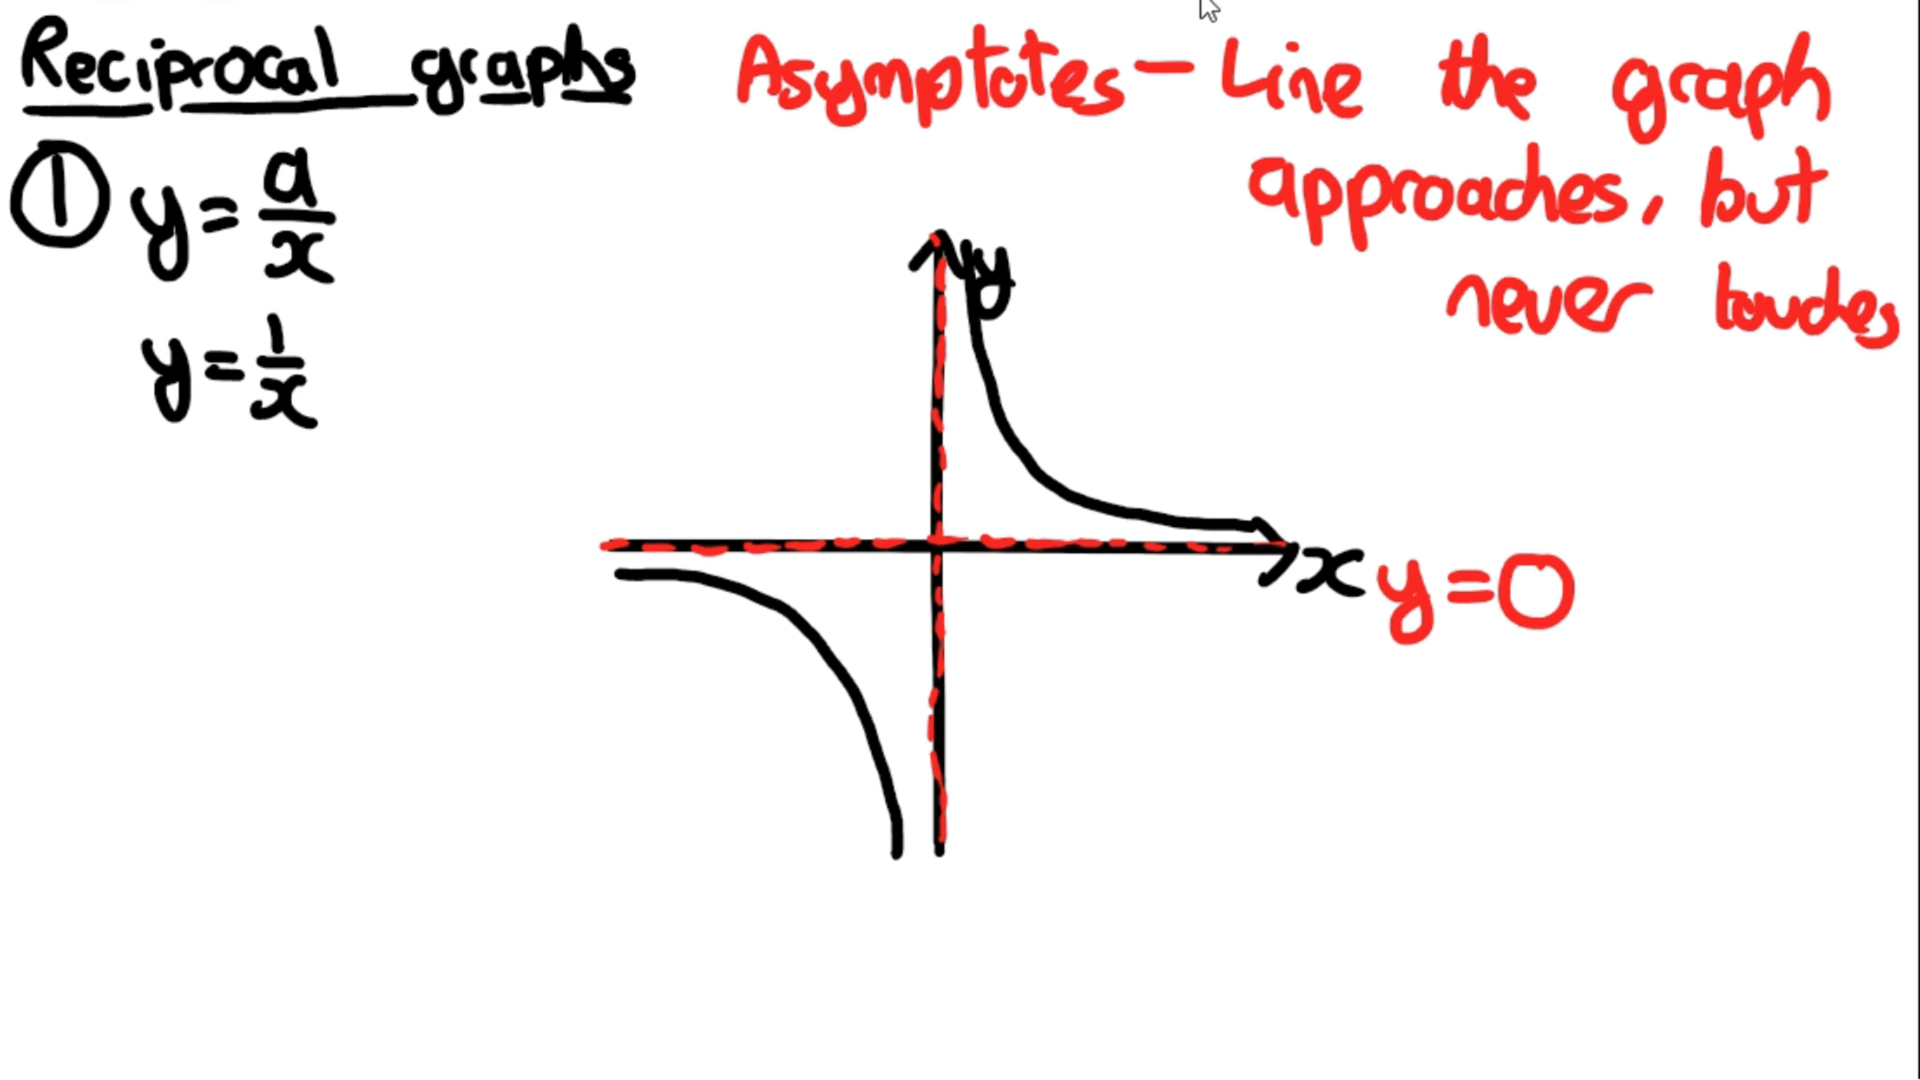 Reciprocal graphs
Asymptotes - Line the graph
approaches, but
never touches
① y = a/x
y = 1/x
y
x
y = 0